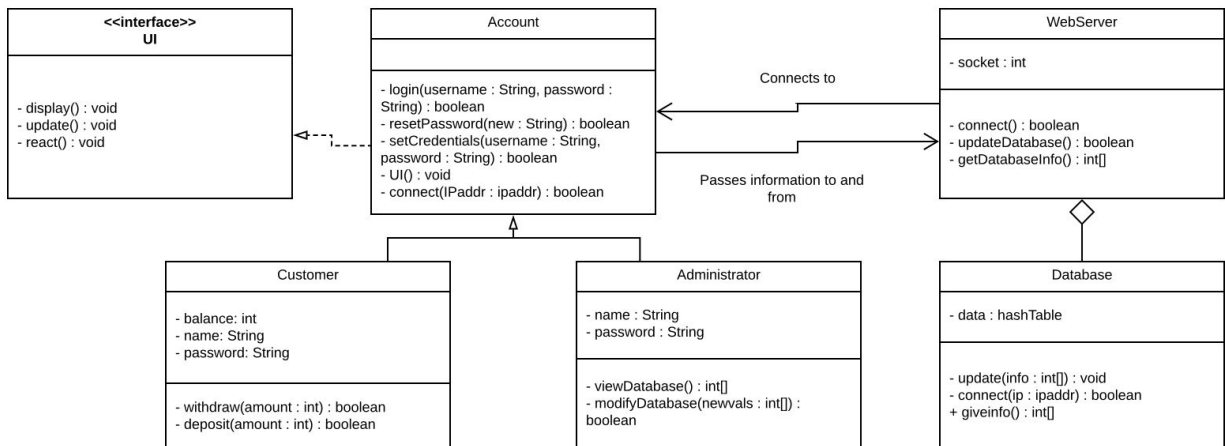 <<interface>>
UI
- display() : void
- update() : void
- react() : void
Account
- login(username : String, password :
String) : boolean
- resetPassword(new : String) : boolean
- setCredentials(username : String,
password : String) : boolean
- UI() : void
- connect(IPaddr : ipaddr) : boolean
Connects to
Passes information to and
from
WebServer
- socket : int
- connect() : boolean
- updateDatabase() : boolean
- getDatabaseInfo() : int[]
Customer
- balance: int
- name: String
- password: String
- withdraw(amount : int) : boolean
- deposit(amount : int) : boolean
Administrator
- name : String
- password : String
- viewDatabase() : int[]
- modifyDatabase(newvals : int[]) :
boolean
Database
- data : hashTable
- update(info : int[]) : void
- connect(ip : ipaddr) : boolean
+ giveinfo() : int[]